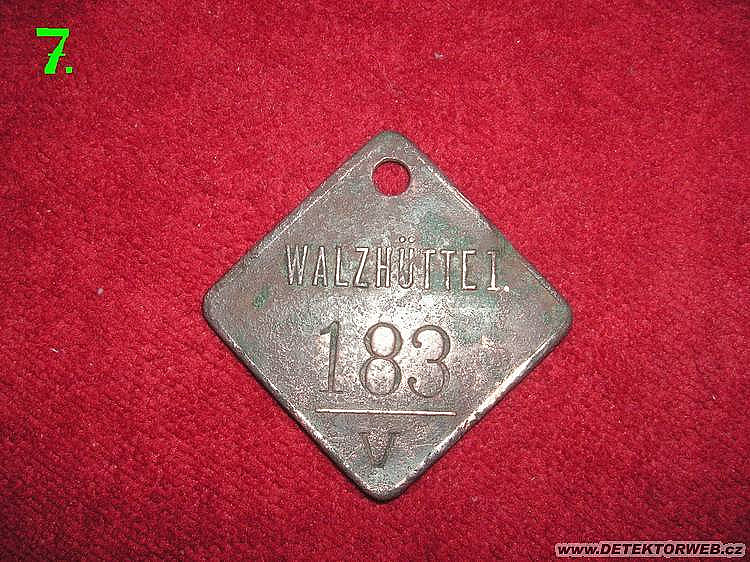 7.
WALZHÜTTE I.
183
V
www.DETEKTORWEB.cz